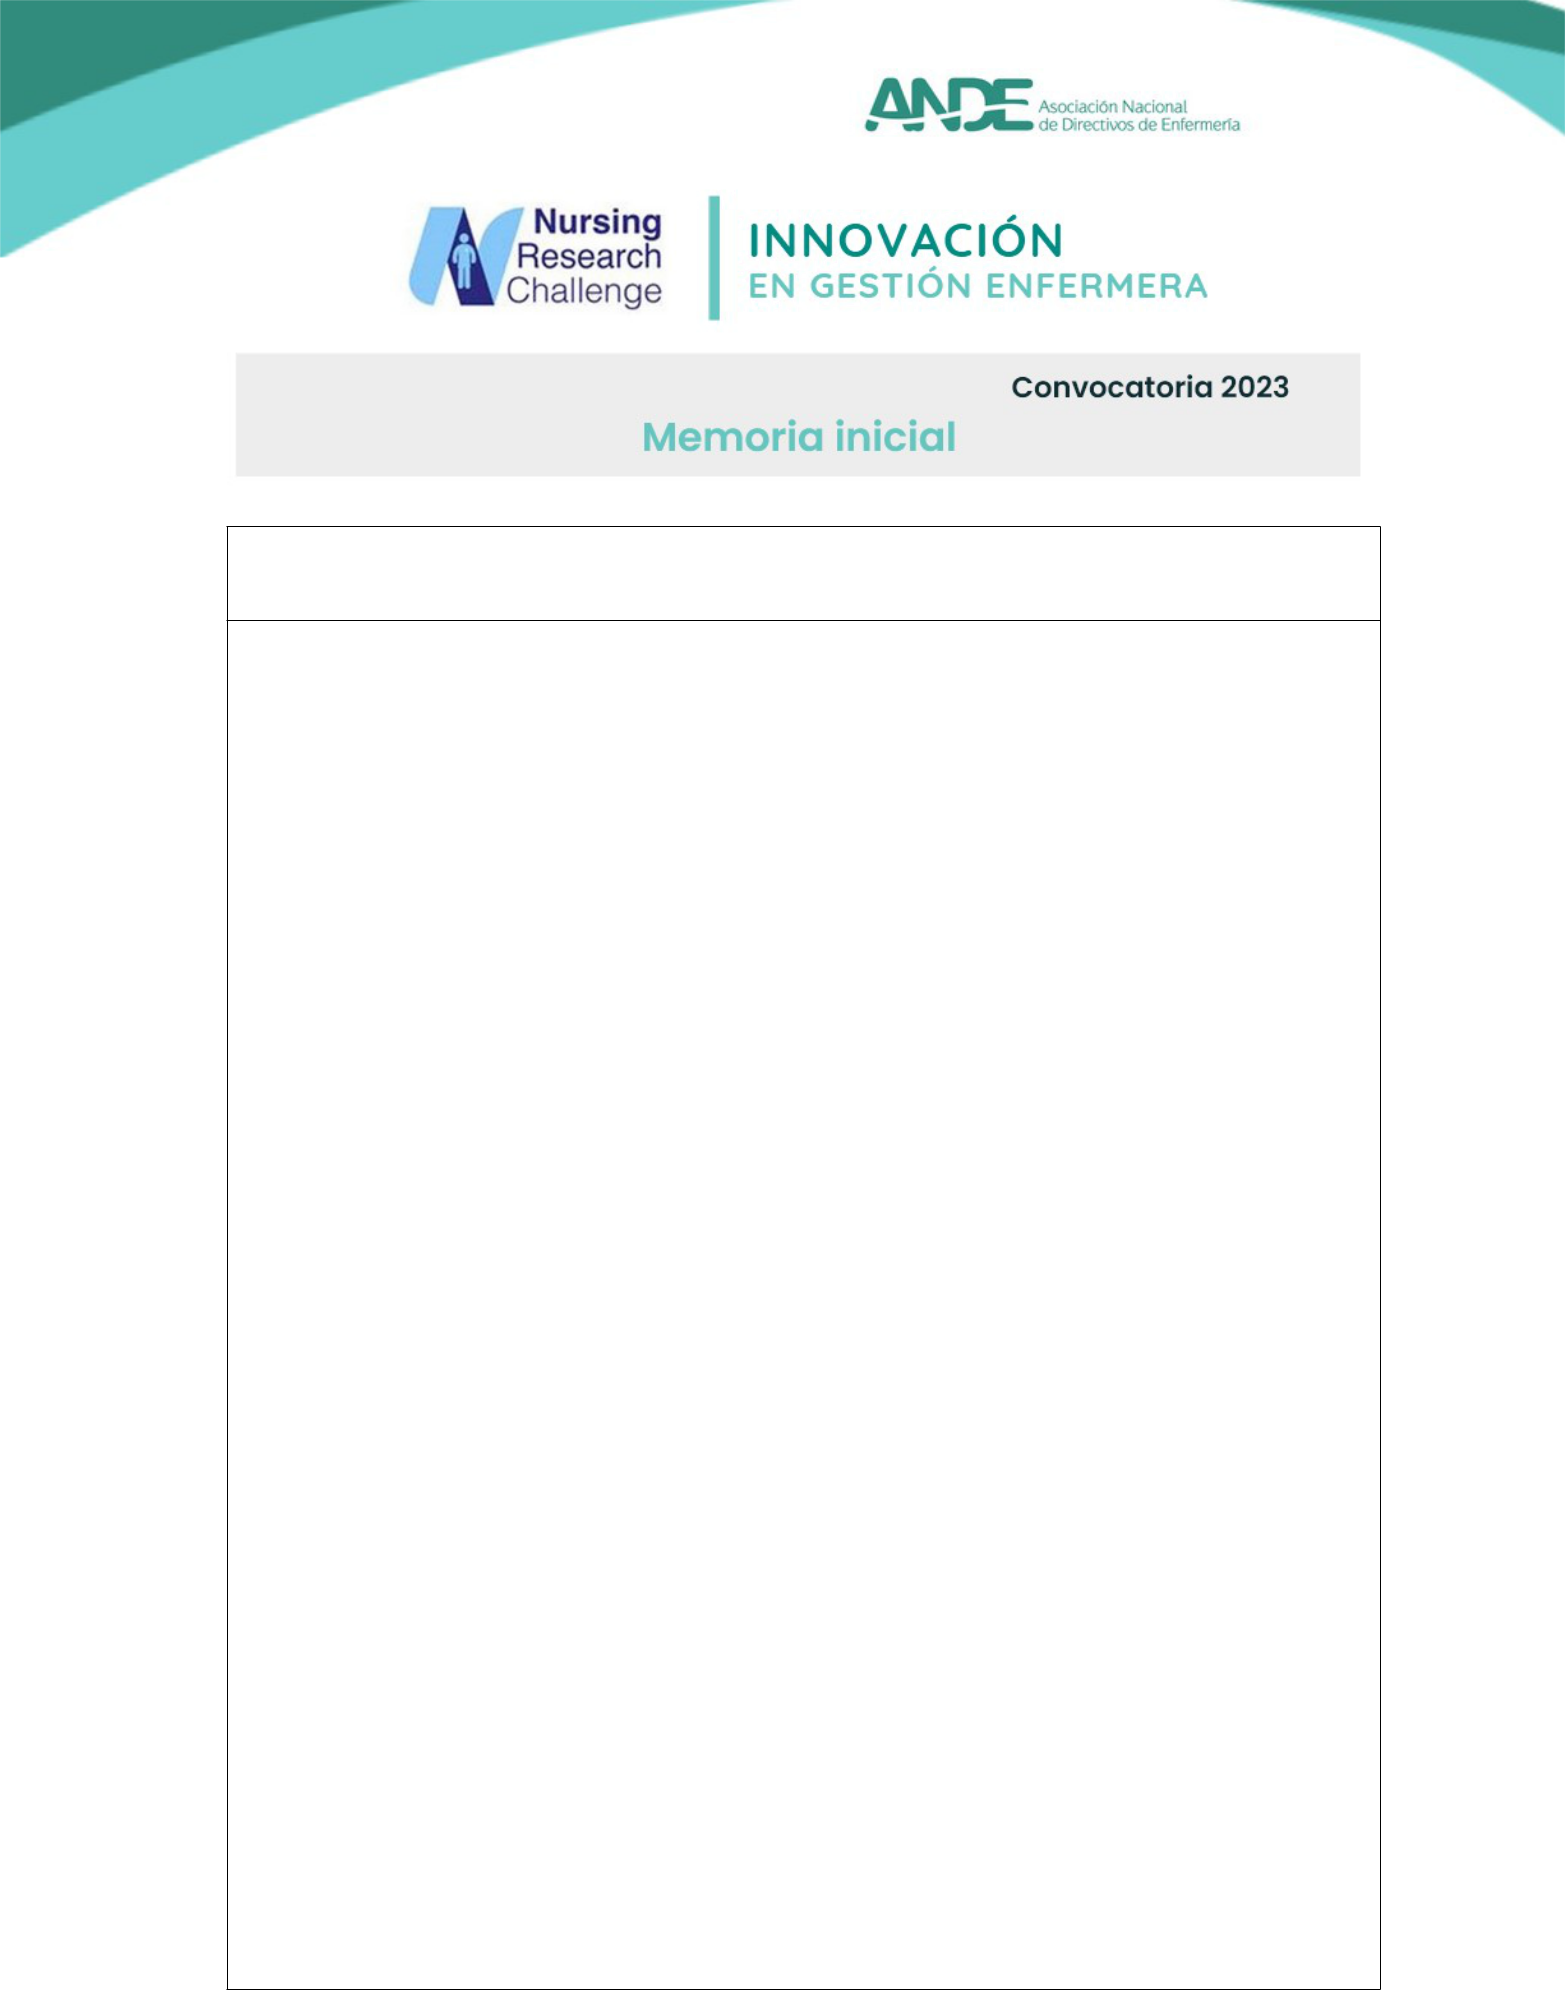 ANDE
Asociación Nacional
de Directivos de Enfermería
Nursing
Research
Challenge
INNOVACIÓN
EN GESTIÓN ENFERMERA
Convocatoria 2023
Memoria inicial